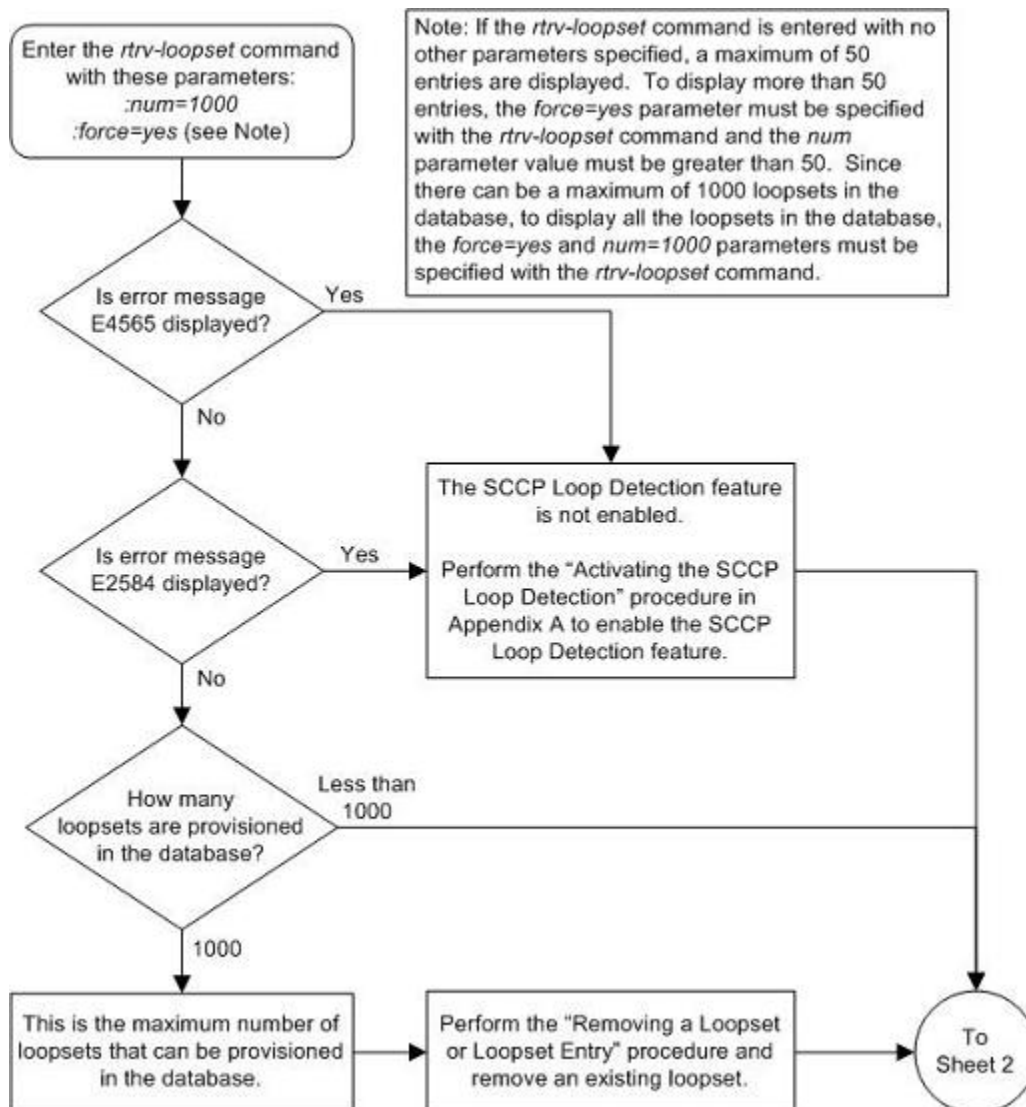 Enter the rtrv-loopset command
with these parameters:
:num=1000
:force=yes (see Note)
Note: If the rtrv-loopset command is entered with no
other parameters specified, a maximum of 50
entries are displayed. To display more than 50
entries, the force=yes parameter must be specified
with the rtrv-loopset command and the num
parameter value must be greater than 50. Since
there can be a maximum of 1000 loopsets in the
database, to display all the loopsets in the database,
the force=yes and num=1000 parameters must be
specified with the rtrv-loopset command.
Is error message
E4565 displayed?
Yes
No
The SCCP Loop Detection feature
is not enabled.
Perform the “Activating the SCCP
Loop Detection” procedure in
Appendix A to enable the SCCP
Loop Detection feature.
Is error message
E2584 displayed?
Yes
No
How many
loopsets are provisioned
in the database?
Less than
1000
1000
This is the maximum number of
loopsets that can be provisioned
in the database.
Perform the “Removing a Loopset
or Loopset Entry” procedure and
remove an existing loopset.
To
Sheet 2